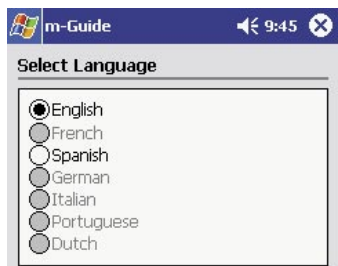 m-Guide 9:45
Select Language
English
French
Spanish
German
Italian
Portuguese
Dutch